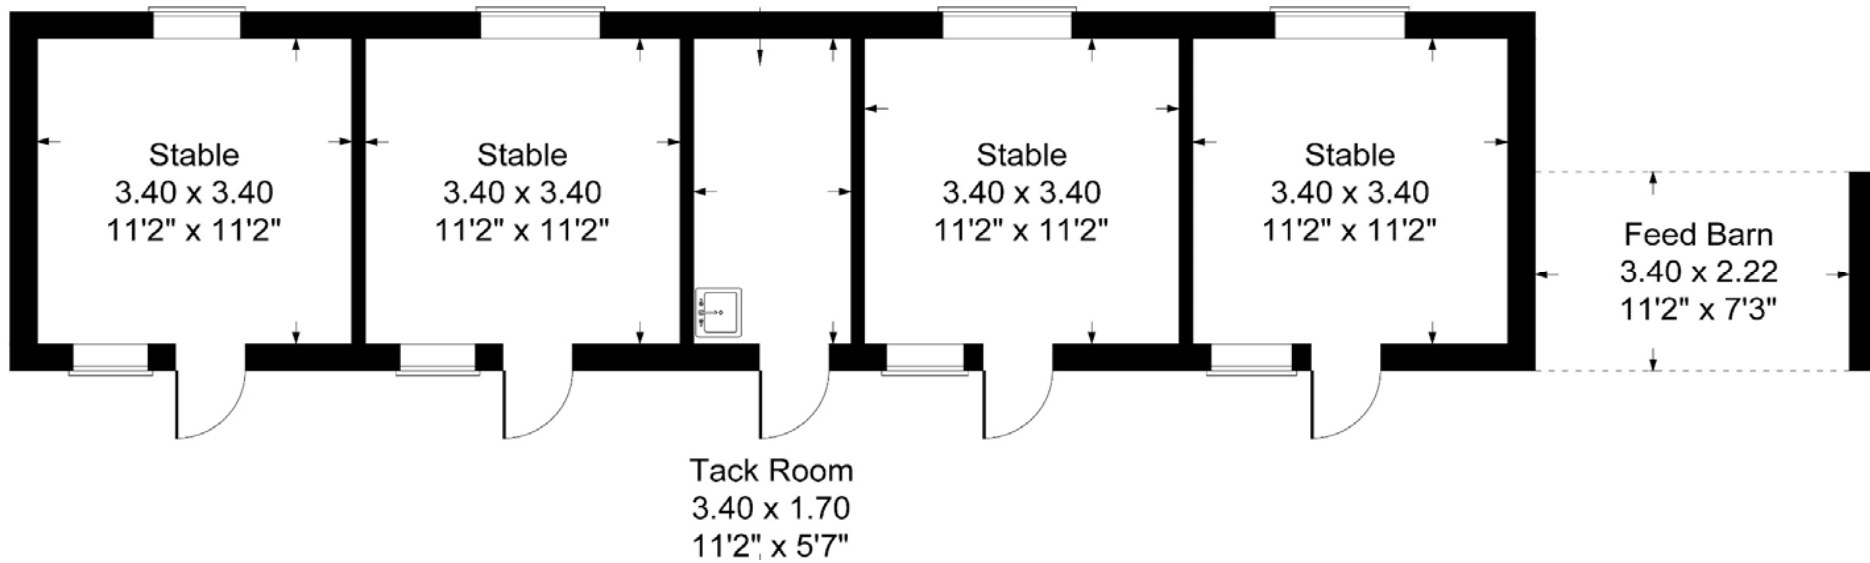 Stable
3.40 x 3.40
11'2" x 11'2"
Stable
3.40 x 3.40
11'2" x 11'2"
Stable
3.40 x 3.40
11'2" x 11'2"
Stable
3.40 x 3.40
11'2" x 11'2"
Feed Barn
3.40 x 2.22
11'2" x 7'3"
Tack Room
3.40 x 1.70
11'2" x 5'7"